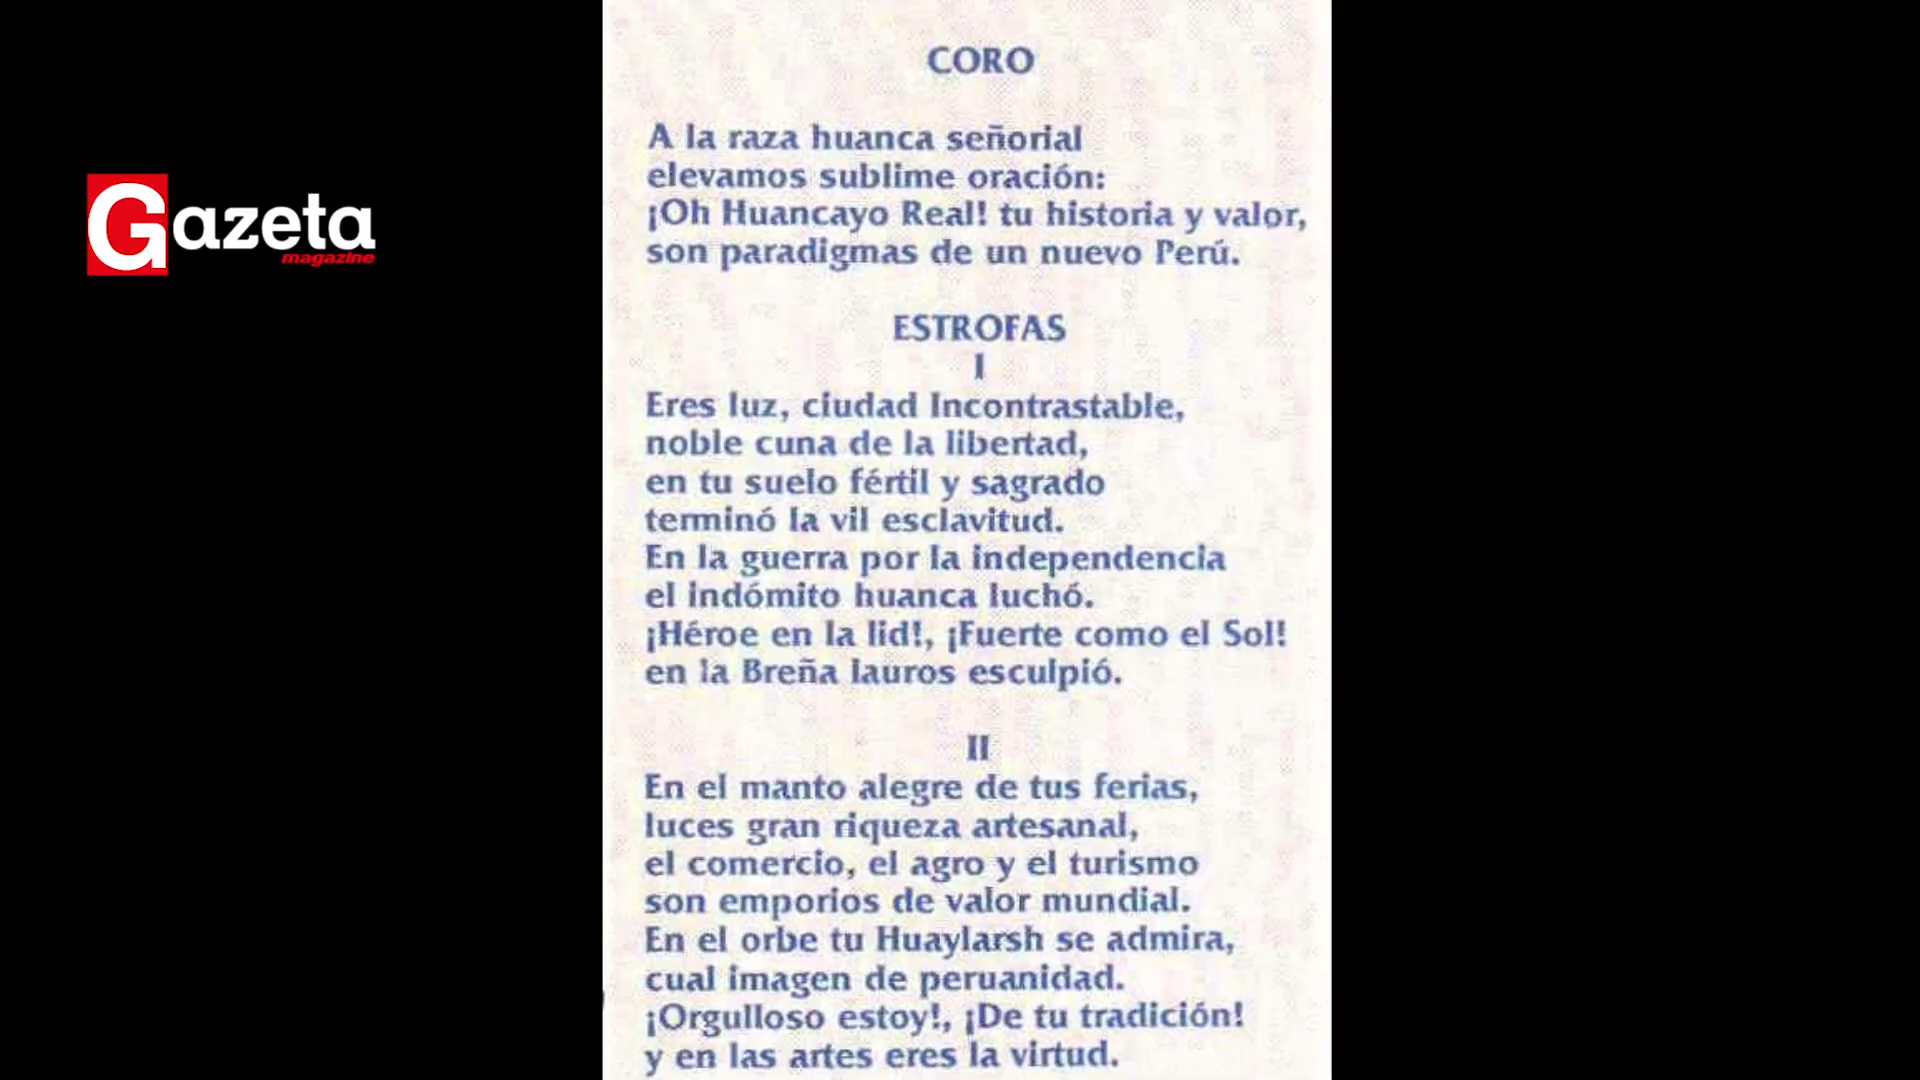 Gazeta
magazine
CORO
A la raza huanca señorial
elevamos sublime oración:
¡Oh Huancayo Real! tu historia y valor,
son paradigmas de un nuevo Perú.
ESTROFAS
I
Eres luz, ciudad Incontrastable,
noble cuna de la libertad,
en tu suelo fértil y sagrado
terminó la vil esclavitud.
En la guerra por la independencia
el indómito huanca luchó.
¡Héroe en la lid!, ¡Fuerte como el Sol!
en la Breña lauros esculpió.
II
En el manto alegre de tus ferias,
luces gran riqueza artesanal,
el comercio, el agro y el turismo
son emporios de valor mundial.
En el orbe tu Huaylarsh se admira,
cual imagen de peruanidad.
¡Orgulloso estoy!, ¡De tu tradición!
y en las artes eres la virtud.